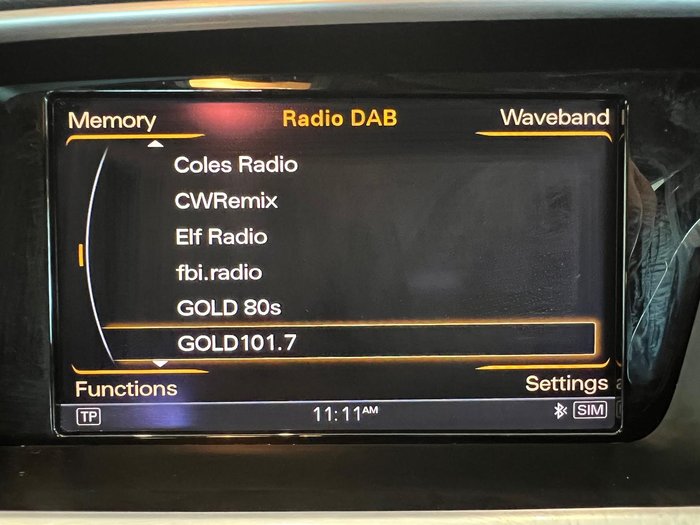 Memory Radio DAB Waveband
Coles Radio
CWRemix
Elf Radio
fbi.radio
GOLD 80s
GOLD101.7
Functions Settings
TP 11:11AM SIM